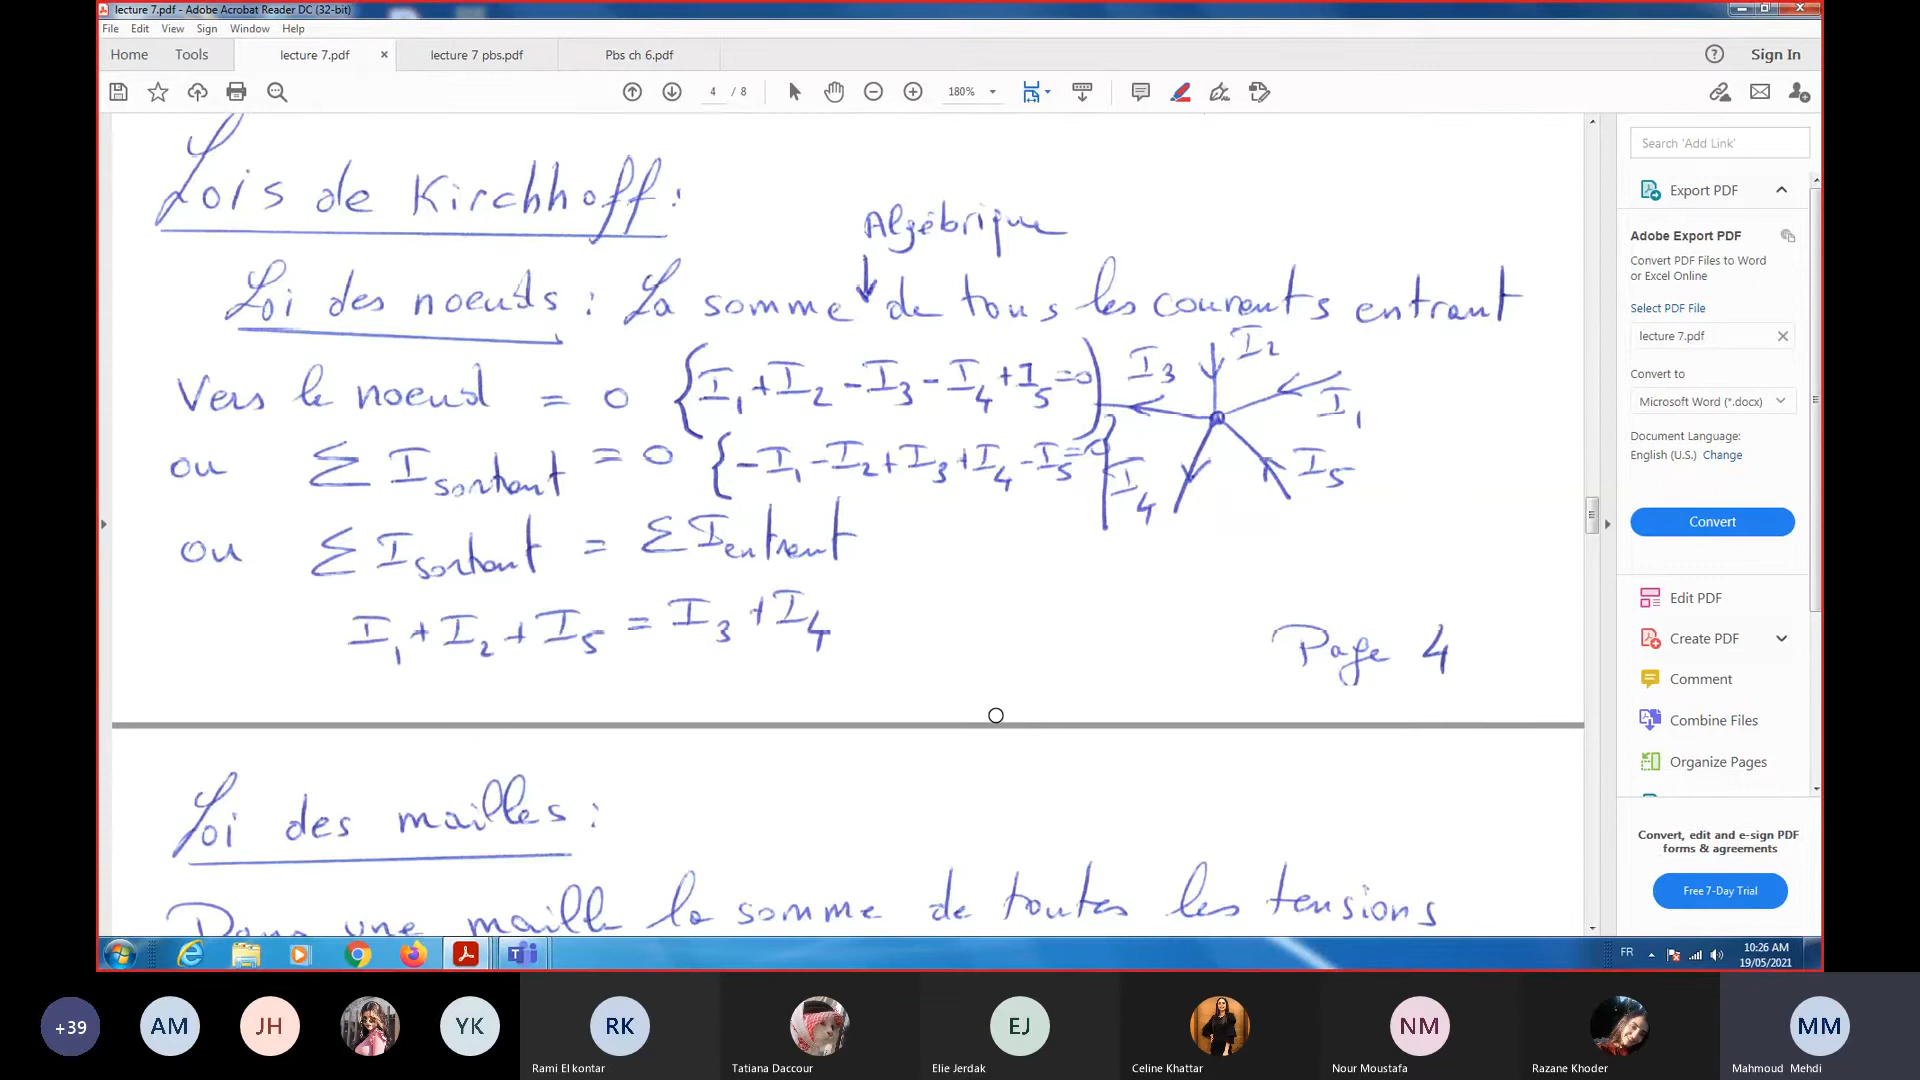 lecture 7.pdf - Adobe Acrobat Reader DC (32-bit)
File Edit View Sign Window Help
Home Tools lecture 7.pdf × lecture 7 pbs.pdf Pbs ch 6.pdf Sign In
4 / 8 180%
Lois de Kirchhoff :
Algébrique
Loi des noeuds : La somme ↓ de tous les courants entrant
Vers le noeud = 0 { I1 + I2 - I3 - I4 + I5 = 0 }
I3 I2 I1
ou Σ I sortant = 0 { - I1 - I2 + I3 + I4 - I5 = 0 }
I4 I5
ou Σ I sortant = Σ I entrant
I1 + I2 + I5 = I3 + I4
Page 4
Loi des mailles :
Dans une maille la somme de toutes les tensions
Search 'Add Link'
Export PDF
Adobe Export PDF
Convert PDF Files to Word
or Excel Online
Select PDF File
lecture 7.pdf
Convert to
Microsoft Word (*.docx)
Document Language:
English (U.S.) Change
Convert
Edit PDF
Create PDF
Comment
Combine Files
Organize Pages
Convert, edit and e-sign PDF
forms & agreements
Free 7-Day Trial
FR 10:26 AM
19/05/2021
+39 AM JH YK RK EJ NM MM
Rami El kontar Tatiana Daccour Elie Jerdak Celine Khattar Nour Moustafa Razane Khoder Mahmoud Mehdi